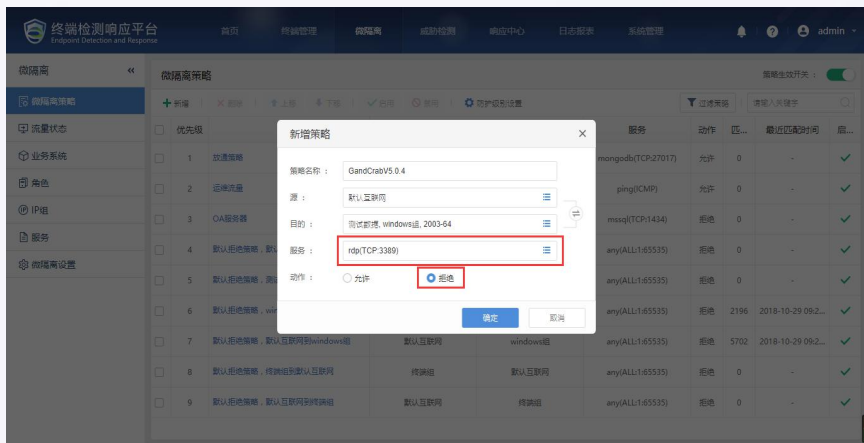 终端检测响应平台
Endpoint Detection and Response
首页 终端管理 微隔离 威胁检测 响应中心 日志报表 系统管理 admin
微隔离 «
微隔离策略 策略生效开关：
微隔离策略
流量状态
业务系统
角色
IP组
服务
微隔离设置
新增 删除 上移 下移 启用 禁用 防护级别设置 过滤策略 请输入关键字
优先级 服务 动作 匹... 最近匹配时间 启...
1 放通策略 mongodb(TCP:27017) 允许 0 -
2 运维流量 ping(ICMP) 允许 0 -
3 OA服务器 mssql(TCP:1434) 拒绝 0 -
4 默认拒绝策略，默认 any(ALL:1:65535) 拒绝 0 -
5 默认拒绝策略，测试 any(ALL:1:65535) 拒绝 0 -
6 默认拒绝策略，win any(ALL:1:65535) 拒绝 2196 2018-10-29 09:2...
7 默认拒绝策略，默认互联网到windows组 默认互联网 windows组 any(ALL:1:65535) 拒绝 5702 2018-10-29 09:2...
8 默认拒绝策略，终端组到默认互联网 终端组 默认互联网 any(ALL:1:65535) 拒绝 0 -
9 默认拒绝策略，默认互联网到终端组 默认互联网 终端组 any(ALL:1:65535) 拒绝 0 -
新增策略 ×
策略名称： GandCrabV5.0.4
源： 默认互联网
目的： 测试数据, windows组, 2003-64
服务： rdp(TCP:3389)
动作： 允许 拒绝
确定 取消